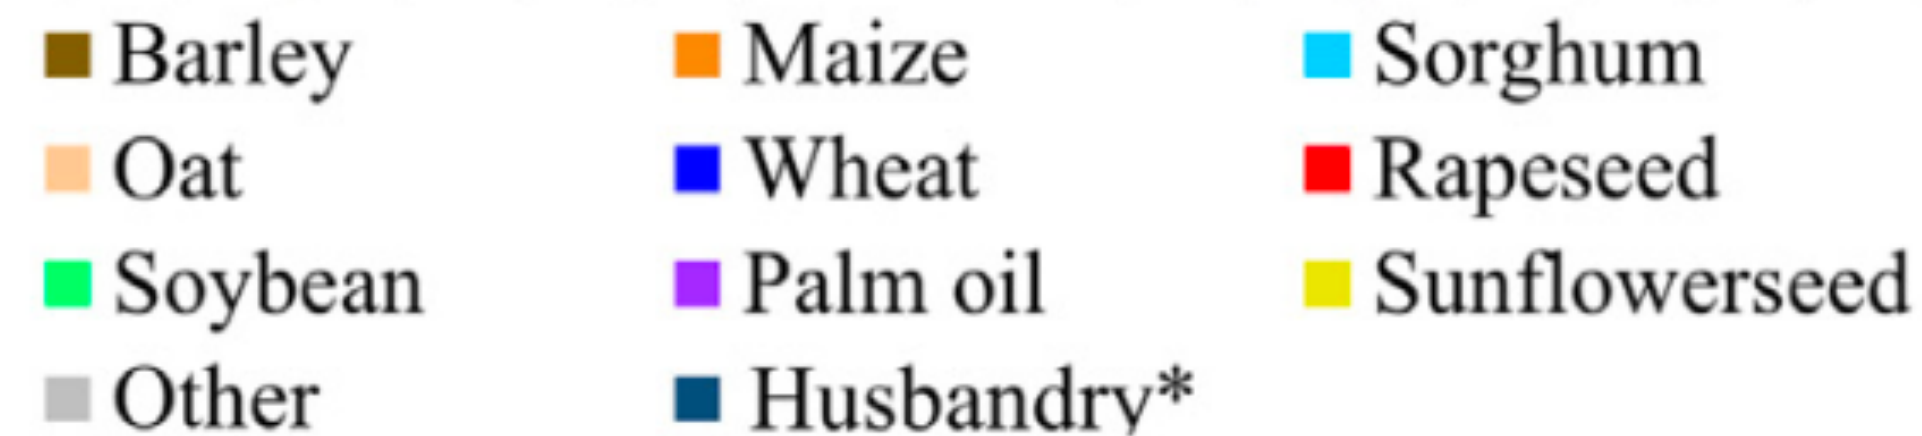 Barley Maize Sorghum
Oat Wheat Rapeseed
Soybean Palm oil Sunflowerseed
Other Husbandry*